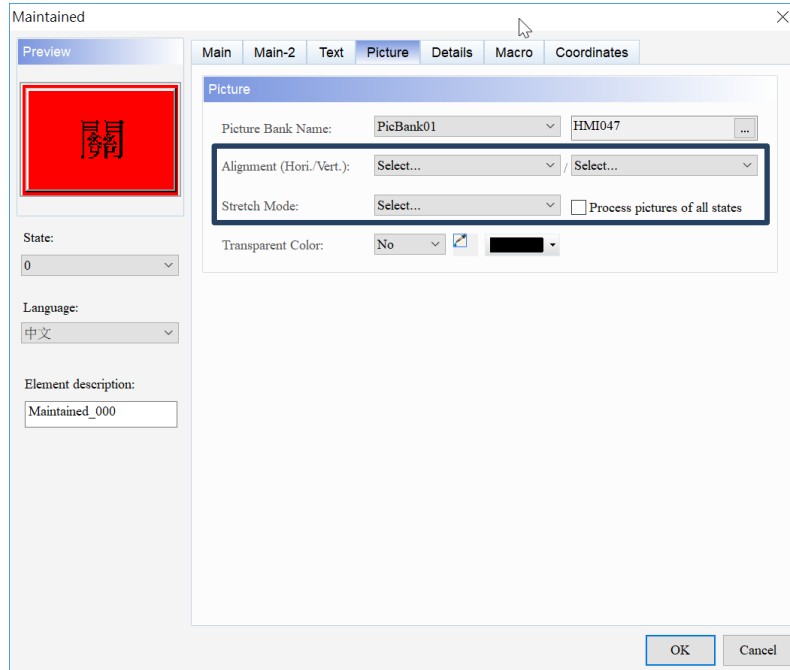 Maintained
Preview
Main Main-2 Text Picture Details Macro Coordinates
關
Picture
Picture Bank Name: PicBank01 HMI047 ...
Alignment (Hori./Vert.): Select... / Select...
Stretch Mode: Select... Process pictures of all states
Transparent Color: No
State:
0
Language:
中文
Element description:
Maintained_000
OK Cancel